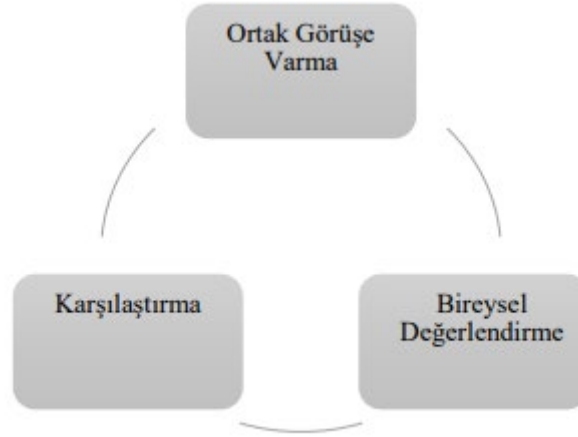 Ortak Görüşe
Varma
Karşılaştırma
Bireysel
Değerlendirme